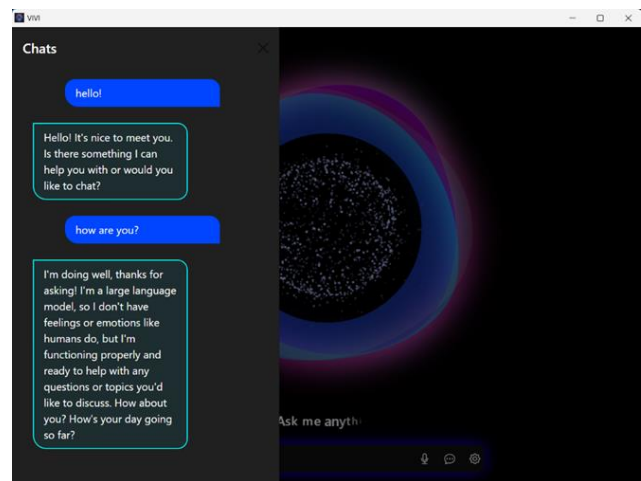 VIVI
Chats
hello!
Hello! It's nice to meet you.
Is there something I can
help you with or would you
like to chat?
how are you?
I'm doing well, thanks for
asking! I'm a large language
model, so I don't have
feelings or emotions like
humans do, but I'm
functioning properly and
ready to help with any
questions or topics you'd
like to discuss. How about
you? How's your day going
so far?
Ask me anyth